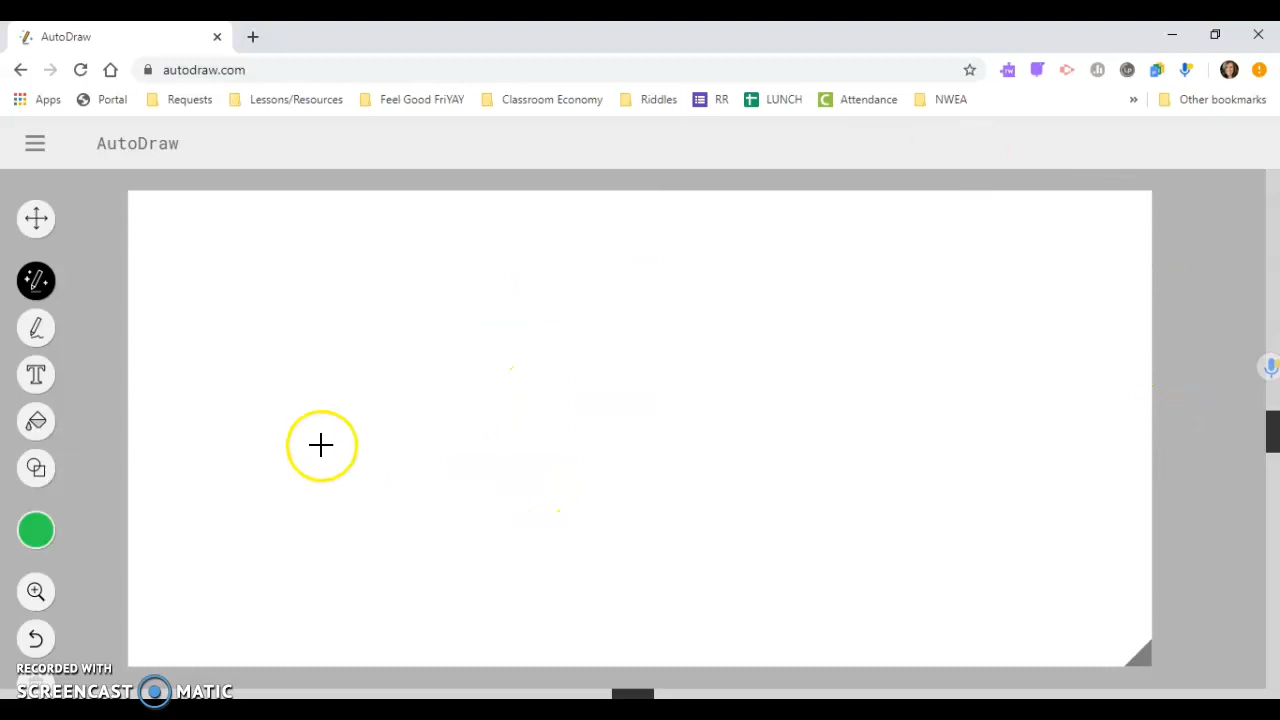 AutoDraw
autodraw.com
Apps Portal Requests Lessons/Resources Feel Good FriYAY Classroom Economy Riddles RR LUNCH Attendance NWEA » Other bookmarks
AutoDraw
T
RECORDED WITH
SCREENCAST MATIC